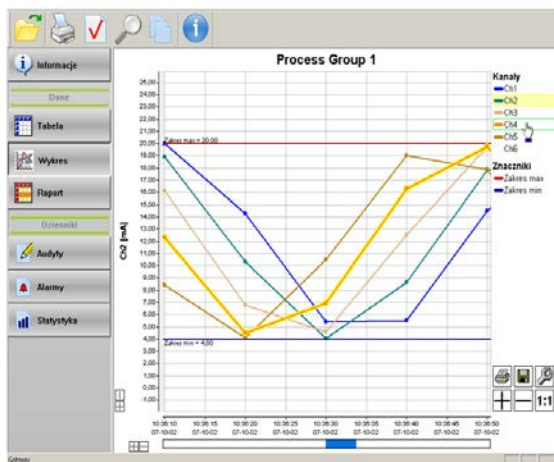 Process Group 1
Informacje
Dane
Tabela
Wykres
Raport
Dzienniki
Audyty
Alarmy
Statystyka
Ch2 [mA]
25,00
24,00
23,00
22,00
21,00
20,00
19,00
18,00
17,00
16,00
15,00
14,00
13,00
12,00
11,00
10,00
9,00
8,00
7,00
6,00
5,00
4,00
3,00
2,00
1,00
0,00
-1,00
Zakres max = 20,00
Zakres min = 4,00
10:36:10 10:36:15 10:36:20 10:36:25 10:36:30 10:36:35 10:36:40 10:36:45 10:36:50
07-10-02 07-10-02 07-10-02 07-10-02 07-10-02 07-10-02 07-10-02 07-10-02 07-10-02
Kanały
Ch1
Ch2
Ch3
Ch4
Ch5
Ch6
Znaczniki
Zakres max
Zakres min
1:1
Gotowy